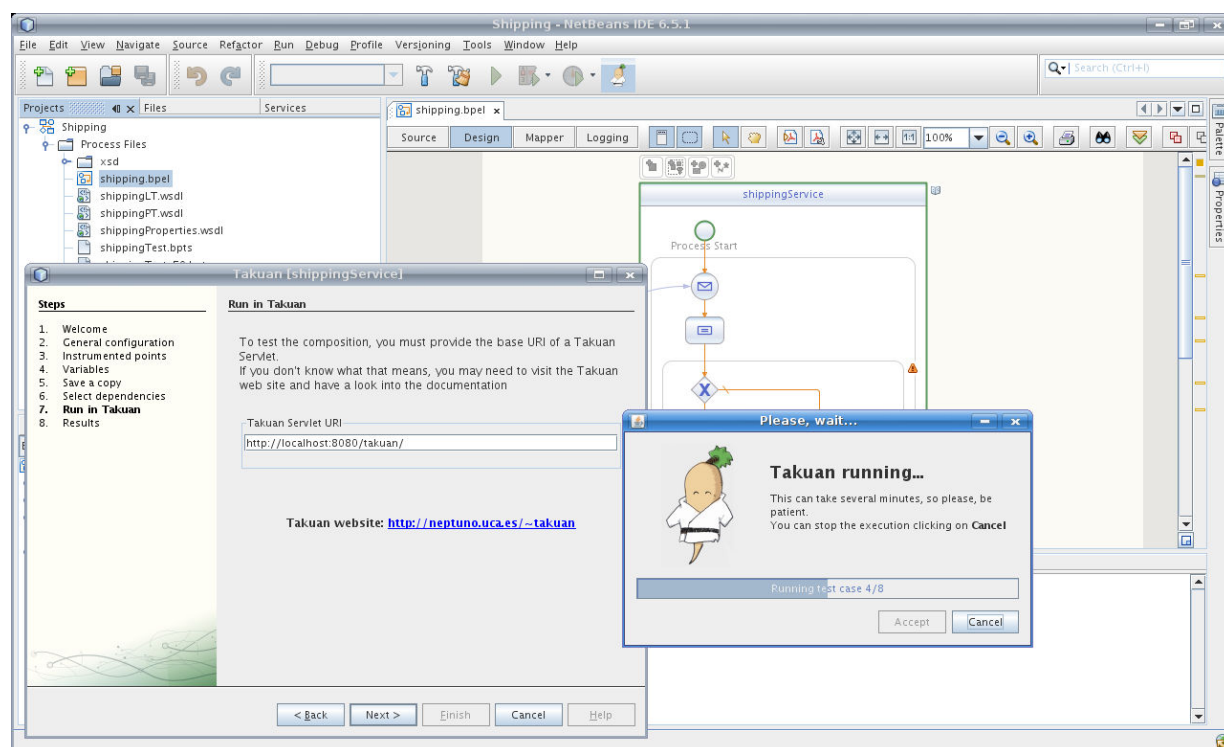 Shipping - NetBeans IDE 6.5.1
File Edit View Navigate Source Refactor Run Debug Profile Versioning Tools Window Help
Search (Ctrl+I)
Projects Files Services
shipping.bpel
Shipping
Process Files
xsd
shipping.bpel
shippingLT.wsdl
shippingPT.wsdl
shippingProperties.wsdl
shippingTest.bpts
Source Design Mapper Logging 1:1 100%
Palette
Properties
shippingService
Process Start
Takuan [shippingService]
Steps
1. Welcome
2. General configuration
3. Instrumented points
4. Variables
5. Save a copy
6. Select dependencies
7. Run in Takuan
8. Results
Run in Takuan
To test the composition, you must provide the base URI of a Takuan
Servlet.
If you don't know what that means, you may need to visit the Takuan
web site and have a look into the documentation
Takuan Servlet URI
http://localhost:8080/takuan/
Takuan website: http://neptuno.uca.es/~takuan
< Back Next > Finish Cancel Help
Please, wait...
Takuan running...
This can take several minutes, so please, be
patient.
You can stop the execution clicking on Cancel
Running test case 4/8
Accept Cancel